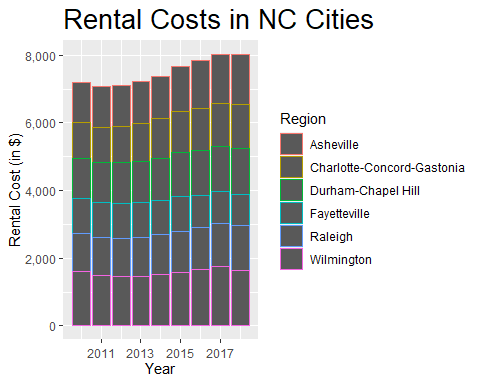 Rental Costs in NC Cities
Rental Cost (in $)
8,000
6,000
4,000
2,000
0
2011 2013 2015 2017
Year
Region
Asheville
Charlotte-Concord-Gastonia
Durham-Chapel Hill
Fayetteville
Raleigh
Wilmington